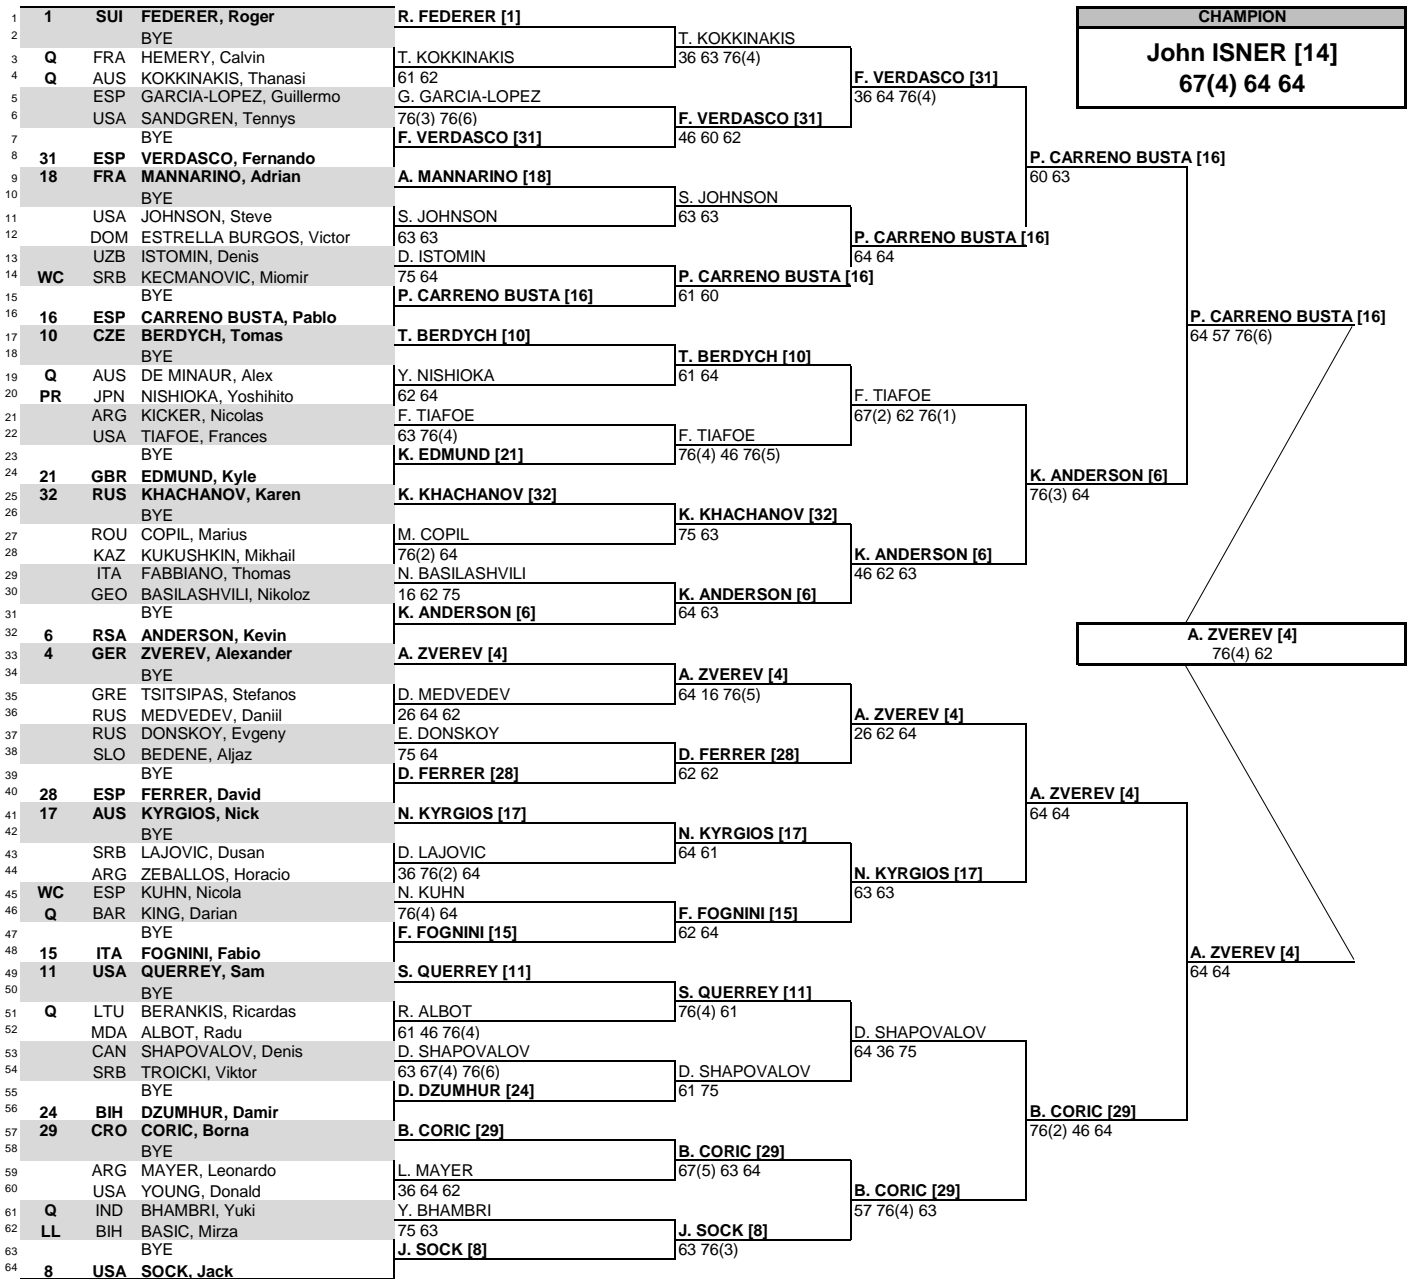 1 1 SUI FEDERER, Roger R. FEDERER [1] CHAMPION
2 BYE T. KOKKINAKIS
3 Q FRA HEMERY, Calvin T. KOKKINAKIS 36 63 76(4) John ISNER [14]
4 Q AUS KOKKINAKIS, Thanasi 61 62 F. VERDASCO [31] 67(4) 64 64
5 ESP GARCIA-LOPEZ, Guillermo G. GARCIA-LOPEZ 36 64 76(4)
6 USA SANDGREN, Tennys 76(3) 76(6) F. VERDASCO [31]
7 BYE F. VERDASCO [31] 46 60 62
8 31 ESP VERDASCO, Fernando P. CARRENO BUSTA [16]
9 18 FRA MANNARINO, Adrian A. MANNARINO [18] 60 63
10 BYE S. JOHNSON
11 USA JOHNSON, Steve S. JOHNSON 63 63
12 DOM ESTRELLA BURGOS, Victor 63 63 P. CARRENO BUSTA [16]
13 UZB ISTOMIN, Denis D. ISTOMIN 64 64
14 WC SRB KECMANOVIC, Miomir 75 64 P. CARRENO BUSTA [16]
15 BYE P. CARRENO BUSTA [16] 61 60
16 16 ESP CARRENO BUSTA, Pablo P. CARRENO BUSTA [16]
17 10 CZE BERDYCH, Tomas T. BERDYCH [10] 64 57 76(6)
18 BYE T. BERDYCH [10]
19 Q AUS DE MINAUR, Alex Y. NISHIOKA 61 64
20 PR JPN NISHIOKA, Yoshihito 62 64 F. TIAFOE
21 ARG KICKER, Nicolas F. TIAFOE 67(2) 62 76(1)
22 USA TIAFOE, Frances 63 76(4) F. TIAFOE
23 BYE K. EDMUND [21] 76(4) 46 76(5)
24 21 GBR EDMUND, Kyle K. ANDERSON [6]
25 32 RUS KHACHANOV, Karen K. KHACHANOV [32] 76(3) 64
26 BYE K. KHACHANOV [32]
27 ROU COPIL, Marius M. COPIL 75 63
28 KAZ KUKUSHKIN, Mikhail 76(2) 64 K. ANDERSON [6]
29 ITA FABBIANO, Thomas N. BASILASHVILI 46 62 63
30 GEO BASILASHVILI, Nikoloz 16 62 75 K. ANDERSON [6]
31 BYE K. ANDERSON [6] 64 63
32 6 RSA ANDERSON, Kevin A. ZVEREV [4]
33 4 GER ZVEREV, Alexander A. ZVEREV [4] 76(4) 62
34 BYE A. ZVEREV [4]
35 GRE TSITSIPAS, Stefanos D. MEDVEDEV 64 16 76(5)
36 RUS MEDVEDEV, Daniil 26 64 62 A. ZVEREV [4]
37 RUS DONSKOY, Evgeny E. DONSKOY 26 62 64
38 SLO BEDENE, Aljaz 75 64 D. FERRER [28]
39 BYE D. FERRER [28] 62 62
40 28 ESP FERRER, David A. ZVEREV [4]
41 17 AUS KYRGIOS, Nick N. KYRGIOS [17] 64 64
42 BYE N. KYRGIOS [17]
43 SRB LAJOVIC, Dusan D. LAJOVIC 64 61
44 ARG ZEBALLOS, Horacio 36 76(2) 64 N. KYRGIOS [17]
45 WC ESP KUHN, Nicola N. KUHN 63 63
46 Q BAR KING, Darian 76(4) 64 F. FOGNINI [15]
47 BYE F. FOGNINI [15] 62 64
48 15 ITA FOGNINI, Fabio A. ZVEREV [4]
49 11 USA QUERREY, Sam S. QUERREY [11] 64 64
50 BYE S. QUERREY [11]
51 Q LTU BERANKIS, Ricardas R. ALBOT 76(4) 61
52 MDA ALBOT, Radu 61 46 76(4) D. SHAPOVALOV
53 CAN SHAPOVALOV, Denis D. SHAPOVALOV 64 36 75
54 SRB TROICKI, Viktor 63 67(4) 76(6) D. SHAPOVALOV
55 BYE D. DZUMHUR [24] 61 75
56 24 BIH DZUMHUR, Damir B. CORIC [29]
57 29 CRO CORIC, Borna B. CORIC [29] 76(2) 46 64
58 BYE B. CORIC [29]
59 ARG MAYER, Leonardo L. MAYER 67(5) 63 64
60 USA YOUNG, Donald 36 64 62 B. CORIC [29]
61 Q IND BHAMBRI, Yuki Y. BHAMBRI 57 76(4) 63
62 LL BIH BASIC, Mirza 75 63 J. SOCK [8]
63 BYE J. SOCK [8] 63 76(3)
64 8 USA SOCK, Jack